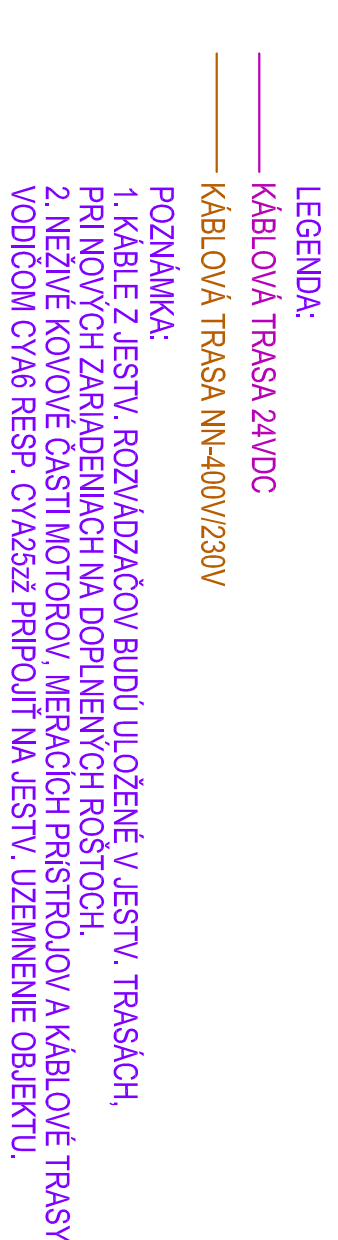 LEGENDA:
KÁBLOVÁ TRASA 24VDC
KÁBLOVÁ TRASA NN-400V/230V
POZNÁMKA:
1. KÁBLE Z JESTV. ROZVÁDZAČOV BUDÚ ULOŽENÉ V JESTV. TRASÁCH,
PRI NOVÝCH ZARIADENIACH NA DOPLNENÝCH ROŠTOCH.
2. NEŽIVÉ KOVOVÉ ČASTI MOTOROV, MERACÍCH PRíSTROJOV A KÁBLOVÉ TRASY
VODIČOM CYA6 RESP. CYA25zž PRIPOJIŤ NA JESTV. UZEMNENIE OBJEKTU.